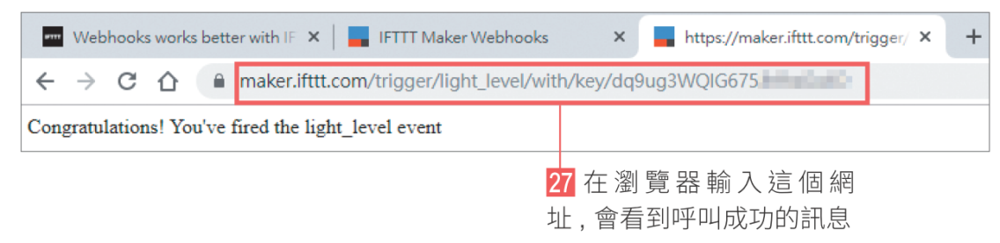 IFTTT Webhooks works better with IF
IFTTT Maker Webhooks
https://maker.ifttt.com/trigger/
maker.ifttt.com/trigger/light_level/with/key/dq9ug3WQIG675
Congratulations! You've fired the light_level event
27 在瀏覽器輸入這個網
址，會看到呼叫成功的訊息